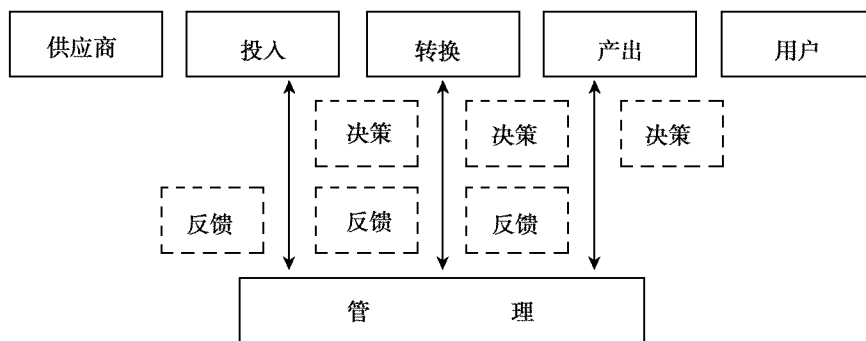 供应商 投入 转换 产出 用户
决策 决策 决策
反馈 反馈 反馈
管 理